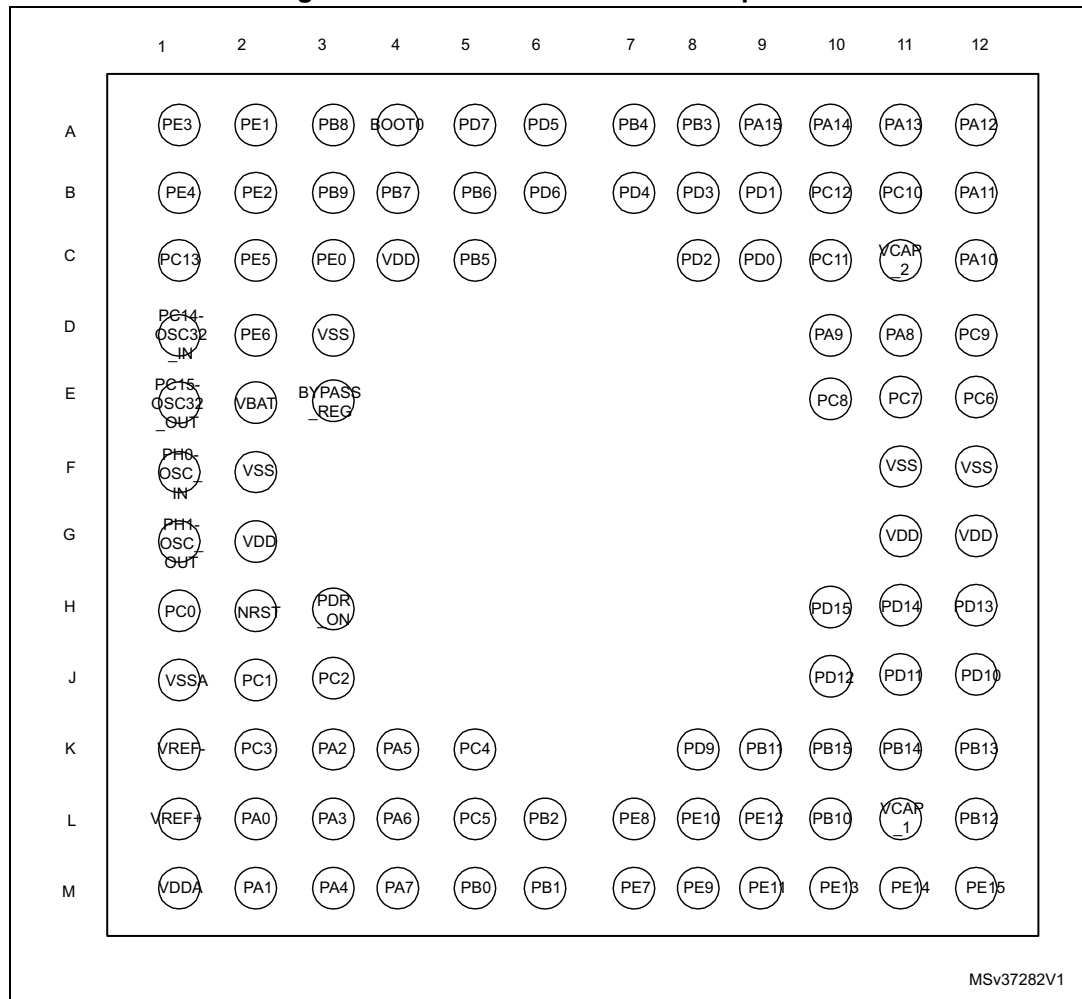 1 2 3 4 5 6 7 8 9 10 11 12
A PE3 PE1 PB8 BOOT0 PD7 PD5 PB4 PB3 PA15 PA14 PA13 PA12
B PE4 PE2 PB9 PB7 PB6 PD6 PD4 PD3 PD1 PC12 PC10 PA11
C PC13 PE5 PE0 VDD PB5 PD2 PD0 PC11 VCAP_2 PA10
D PC14-OSC32_IN PE6 VSS PA9 PA8 PC9
E PC15-OSC32_OUT VBAT BYPASS_REG PC8 PC7 PC6
F PH0-OSC_IN VSS VSS VSS
G PH1-OSC_OUT VDD VDD VDD
H PC0 NRST PDR_ON PD15 PD14 PD13
J VSSA PC1 PC2 PD12 PD11 PD10
K VREF- PC3 PA2 PA5 PC4 PD9 PB11 PB15 PB14 PB13
L VREF+ PA0 PA3 PA6 PC5 PB2 PE8 PE10 PE12 PB10 VCAP_1 PB12
M VDDA PA1 PA4 PA7 PB0 PB1 PE7 PE9 PE11 PE13 PE14 PE15
MSv37282V1